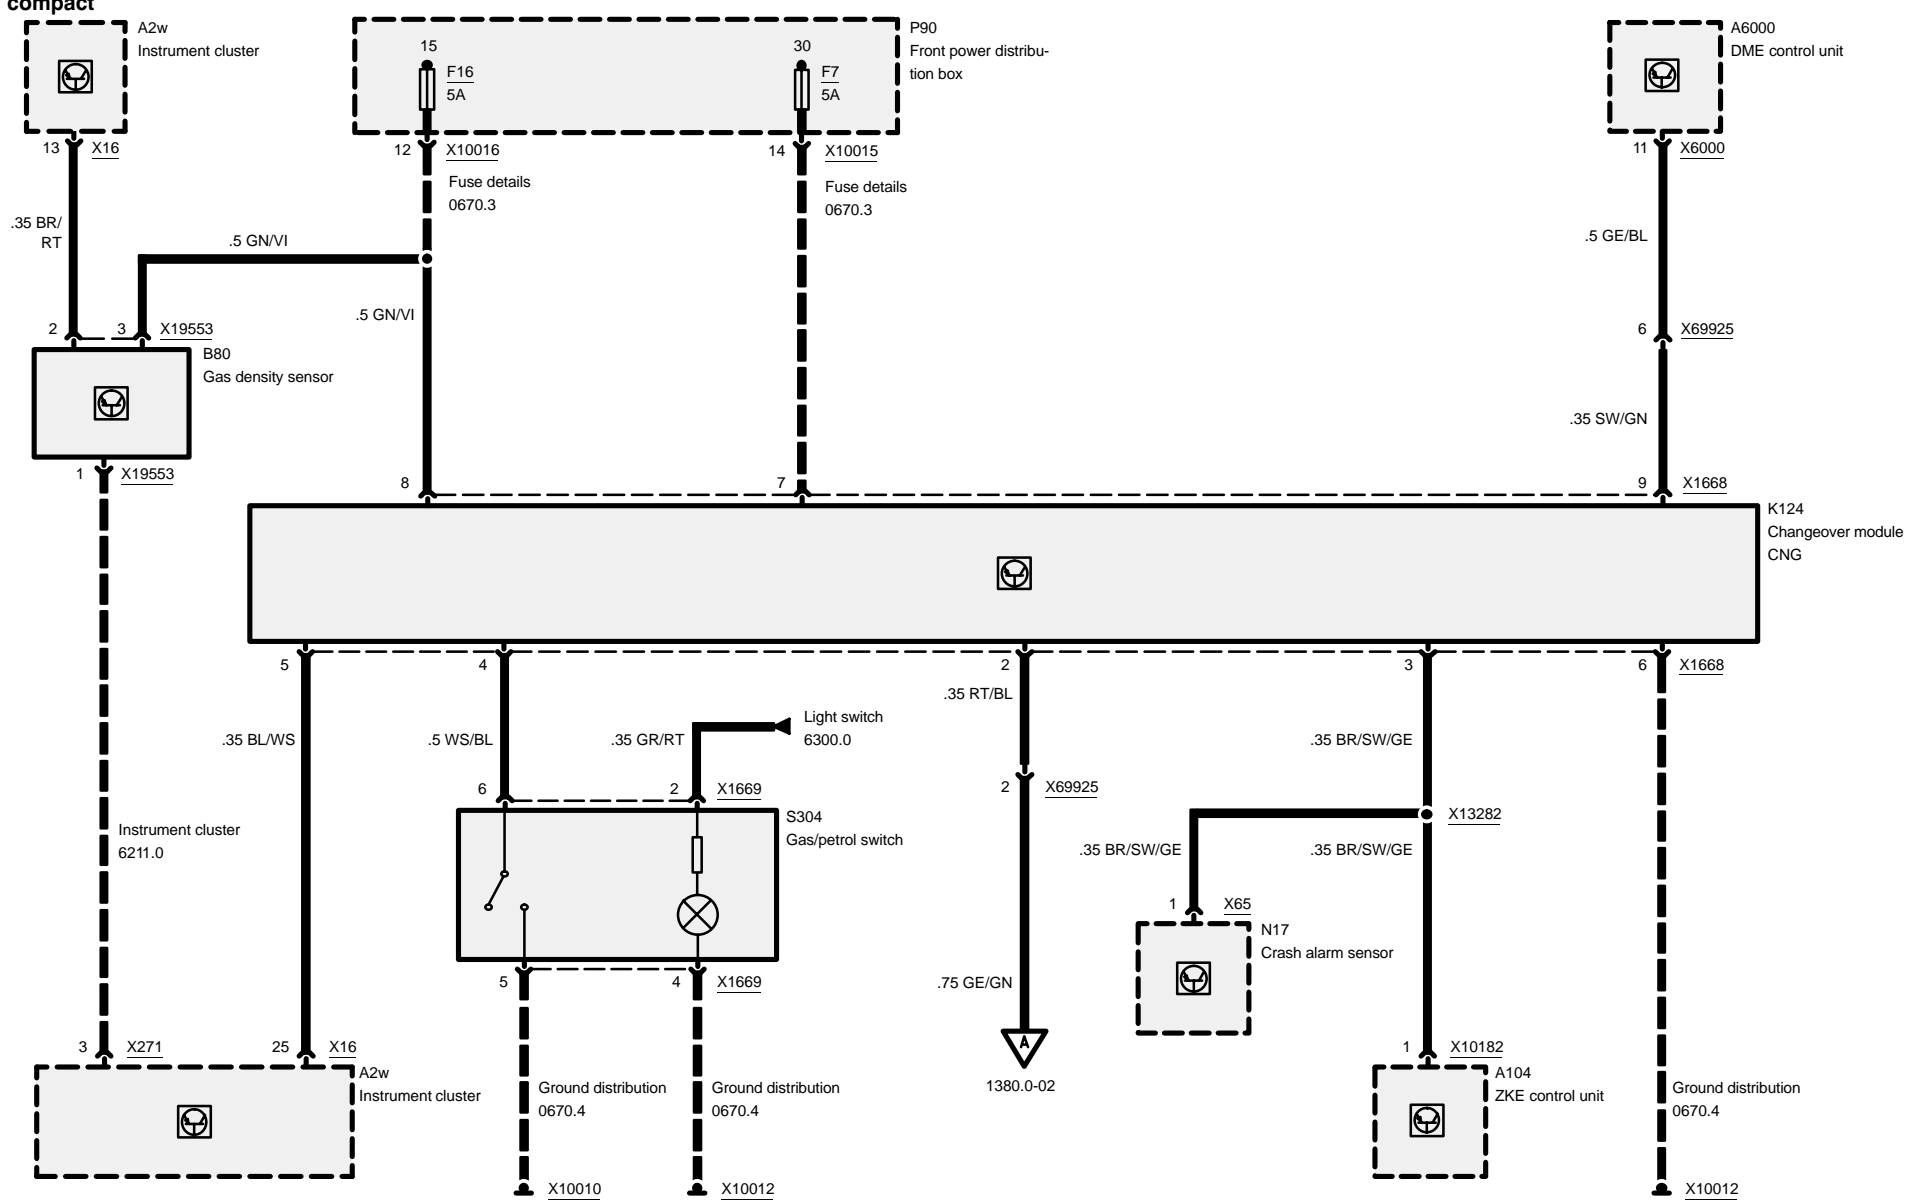 compact
A2w
Instrument cluster
P90
Front power distribu-
tion box
15
F16
5A
30
F7
5A
A6000
DME control unit
13
X16
12
X10016
Fuse details
0670.3
14
X10015
Fuse details
0670.3
11
X6000
.35 BR/
RT
.5 GN/VI
.5 GE/BL
.5 GN/VI
2
3
X19553
6
X69925
B80
Gas density sensor
.35 SW/GN
1
X19553
8
7
9
X1668
K124
Changeover module
CNG
5
4
2
3
6
X1668
.35 RT/BL
.35 BL/WS
.5 WS/BL
.35 GR/RT
Light switch
6300.0
.35 BR/SW/GE
6
2
X1669
2
X69925
S304
Gas/petrol switch
X13282
Instrument cluster
6211.0
.35 BR/SW/GE
.35 BR/SW/GE
1
X65
N17
Crash alarm sensor
5
4
X1669
.75 GE/GN
A
1380.0-02
3
X271
25
X16
A2w
Instrument cluster
1
X10182
A104
ZKE control unit
Ground distribution
0670.4
Ground distribution
0670.4
Ground distribution
0670.4
X10010
X10012
X10012